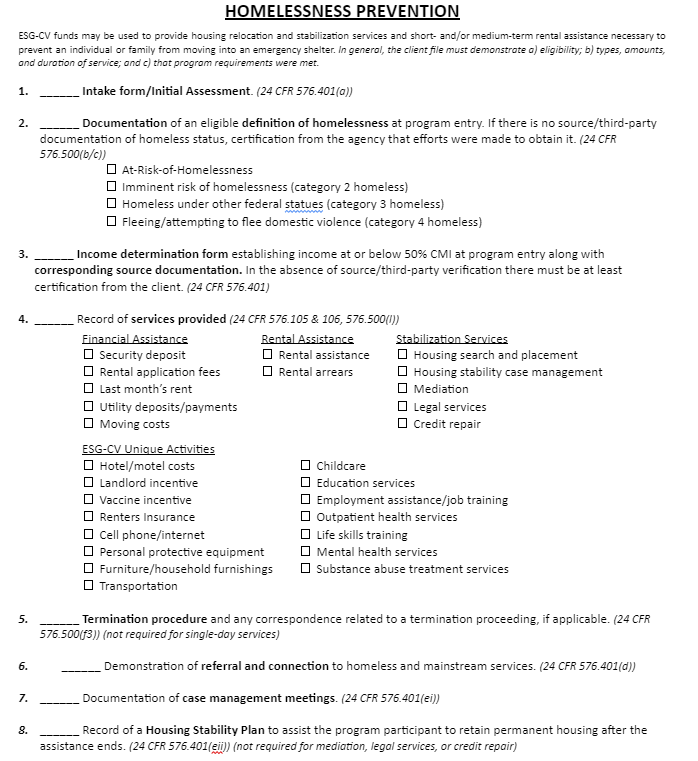 HOMELESSNESS PREVENTION
ESG-CV funds may be used to provide housing relocation and stabilization services and short- and/or medium-term rental assistance necessary to
prevent an individual or family from moving into an emergency shelter. In general, the client file must demonstrate a) eligibility; b) types, amounts,
and duration of service; and c) that program requirements were met.
1. ______ Intake form/Initial Assessment. (24 CFR 576.401(a))
2. ______ Documentation of an eligible definition of homelessness at program entry. If there is no source/third-party
documentation of homeless status, certification from the agency that efforts were made to obtain it. (24 CFR
576.500(b/c))
☐ At-Risk-of-Homelessness
☐ Imminent risk of homelessness (category 2 homeless)
☐ Homeless under other federal statues (category 3 homeless)
☐ Fleeing/attempting to flee domestic violence (category 4 homeless)
3. ______ Income determination form establishing income at or below 50% CMI at program entry along with
corresponding source documentation. In the absence of source/third-party verification there must be at least
certification from the client. (24 CFR 576.401)
4. ______ Record of services provided (24 CFR 576.105 & 106, 576.500(l))
Financial Assistance Rental Assistance Stabilization Services
☐ Security deposit ☐ Rental assistance ☐ Housing search and placement
☐ Rental application fees ☐ Rental arrears ☐ Housing stability case management
☐ Last month's rent ☐ Mediation
☐ Utility deposits/payments ☐ Legal services
☐ Moving costs ☐ Credit repair
ESG-CV Unique Activities
☐ Hotel/motel costs ☐ Childcare
☐ Landlord incentive ☐ Education services
☐ Vaccine incentive ☐ Employment assistance/job training
☐ Renters Insurance ☐ Outpatient health services
☐ Cell phone/internet ☐ Life skills training
☐ Personal protective equipment ☐ Mental health services
☐ Furniture/household furnishings ☐ Substance abuse treatment services
☐ Transportation
5. ______ Termination procedure and any correspondence related to a termination proceeding, if applicable. (24 CFR
576.500(f3)) (not required for single-day services)
6. ______ Demonstration of referral and connection to homeless and mainstream services. (24 CFR 576.401(d))
7. ______ Documentation of case management meetings. (24 CFR 576.401(ei))
8. ______ Record of a Housing Stability Plan to assist the program participant to retain permanent housing after the
assistance ends. (24 CFR 576.401(eii)) (not required for mediation, legal services, or credit repair)